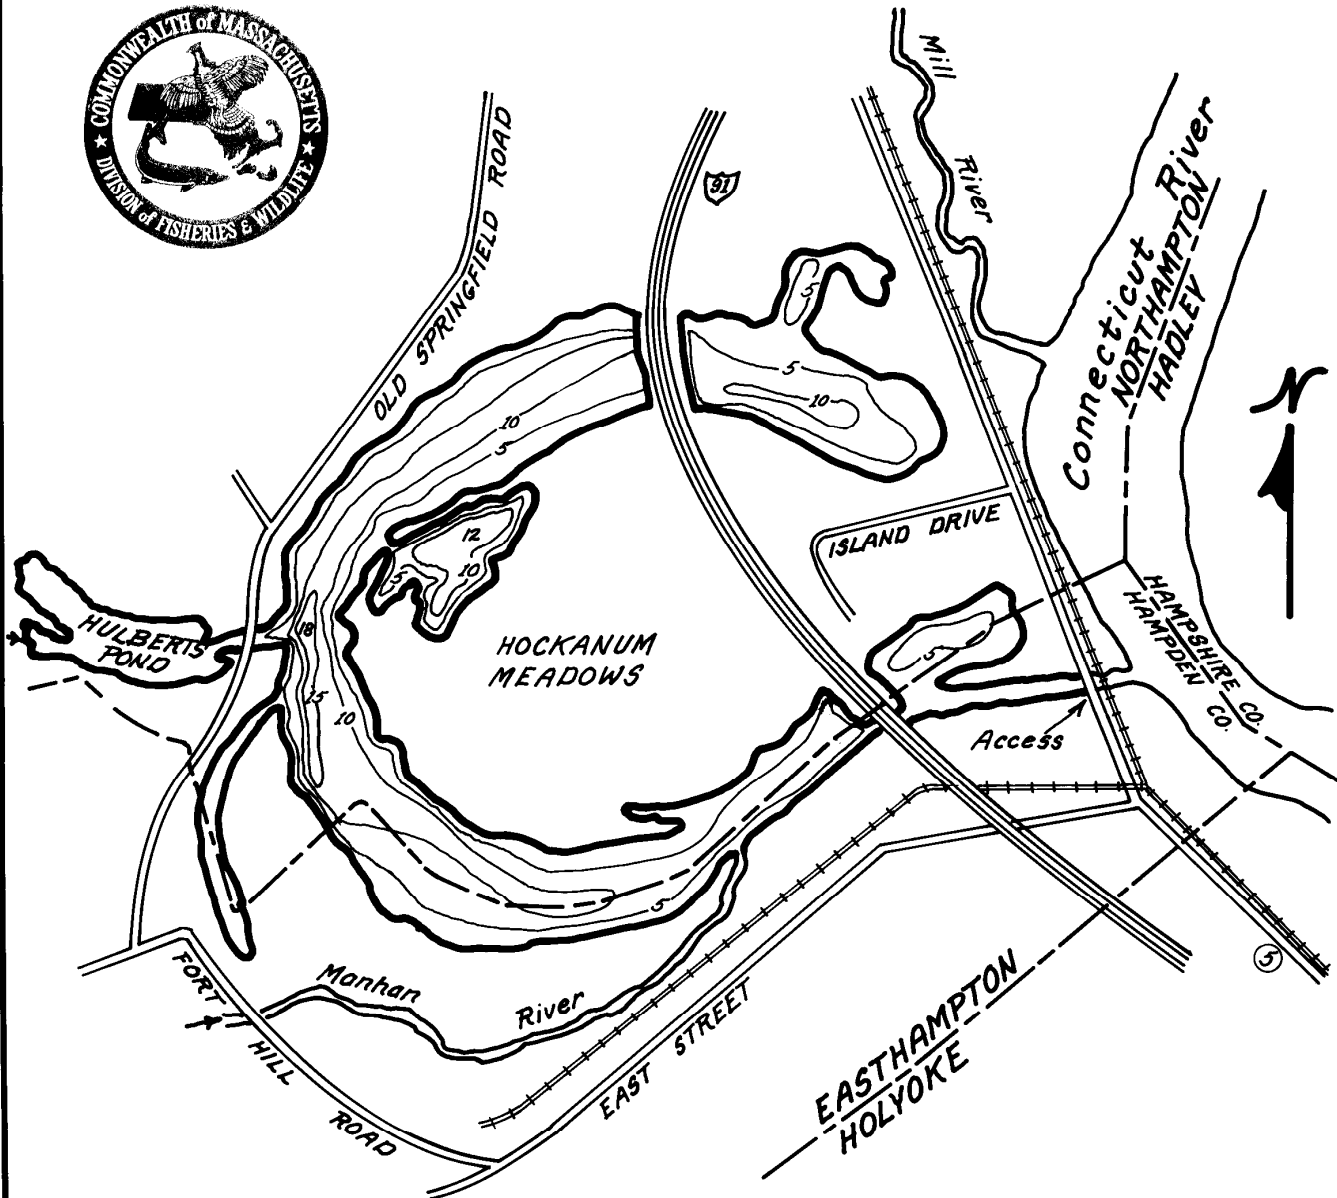 COMMONWEALTH of MASSACHUSETTS
★ DIVISION of FISHERIES & WILDLIFE ★
OLD SPRINGFIELD ROAD
91
Mill
River
Connecticut River
NORTHAMPTON
HADLEY
N
5
5
10
10
5
12
10
5
ISLAND DRIVE
HULBERTS
POND
18
15
10
HOCKANUM
MEADOWS
5
HAMPSHIRE CO.
HAMPDEN CO.
Access
5
Manhan
River
FORT
HILL
ROAD
EAST STREET
EASTHAMPTON
HOLYOKE
5